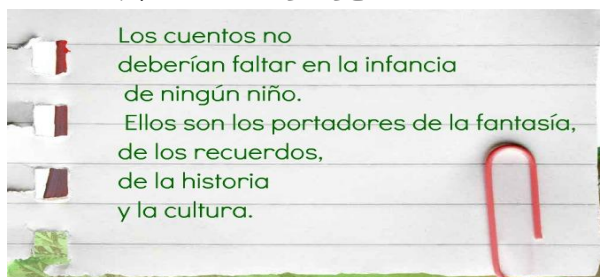 Los cuentos no
deberían faltar en la infancia
de ningún niño.
Ellos son los portadores de la fantasía,
de los recuerdos,
de la historia
y la cultura.